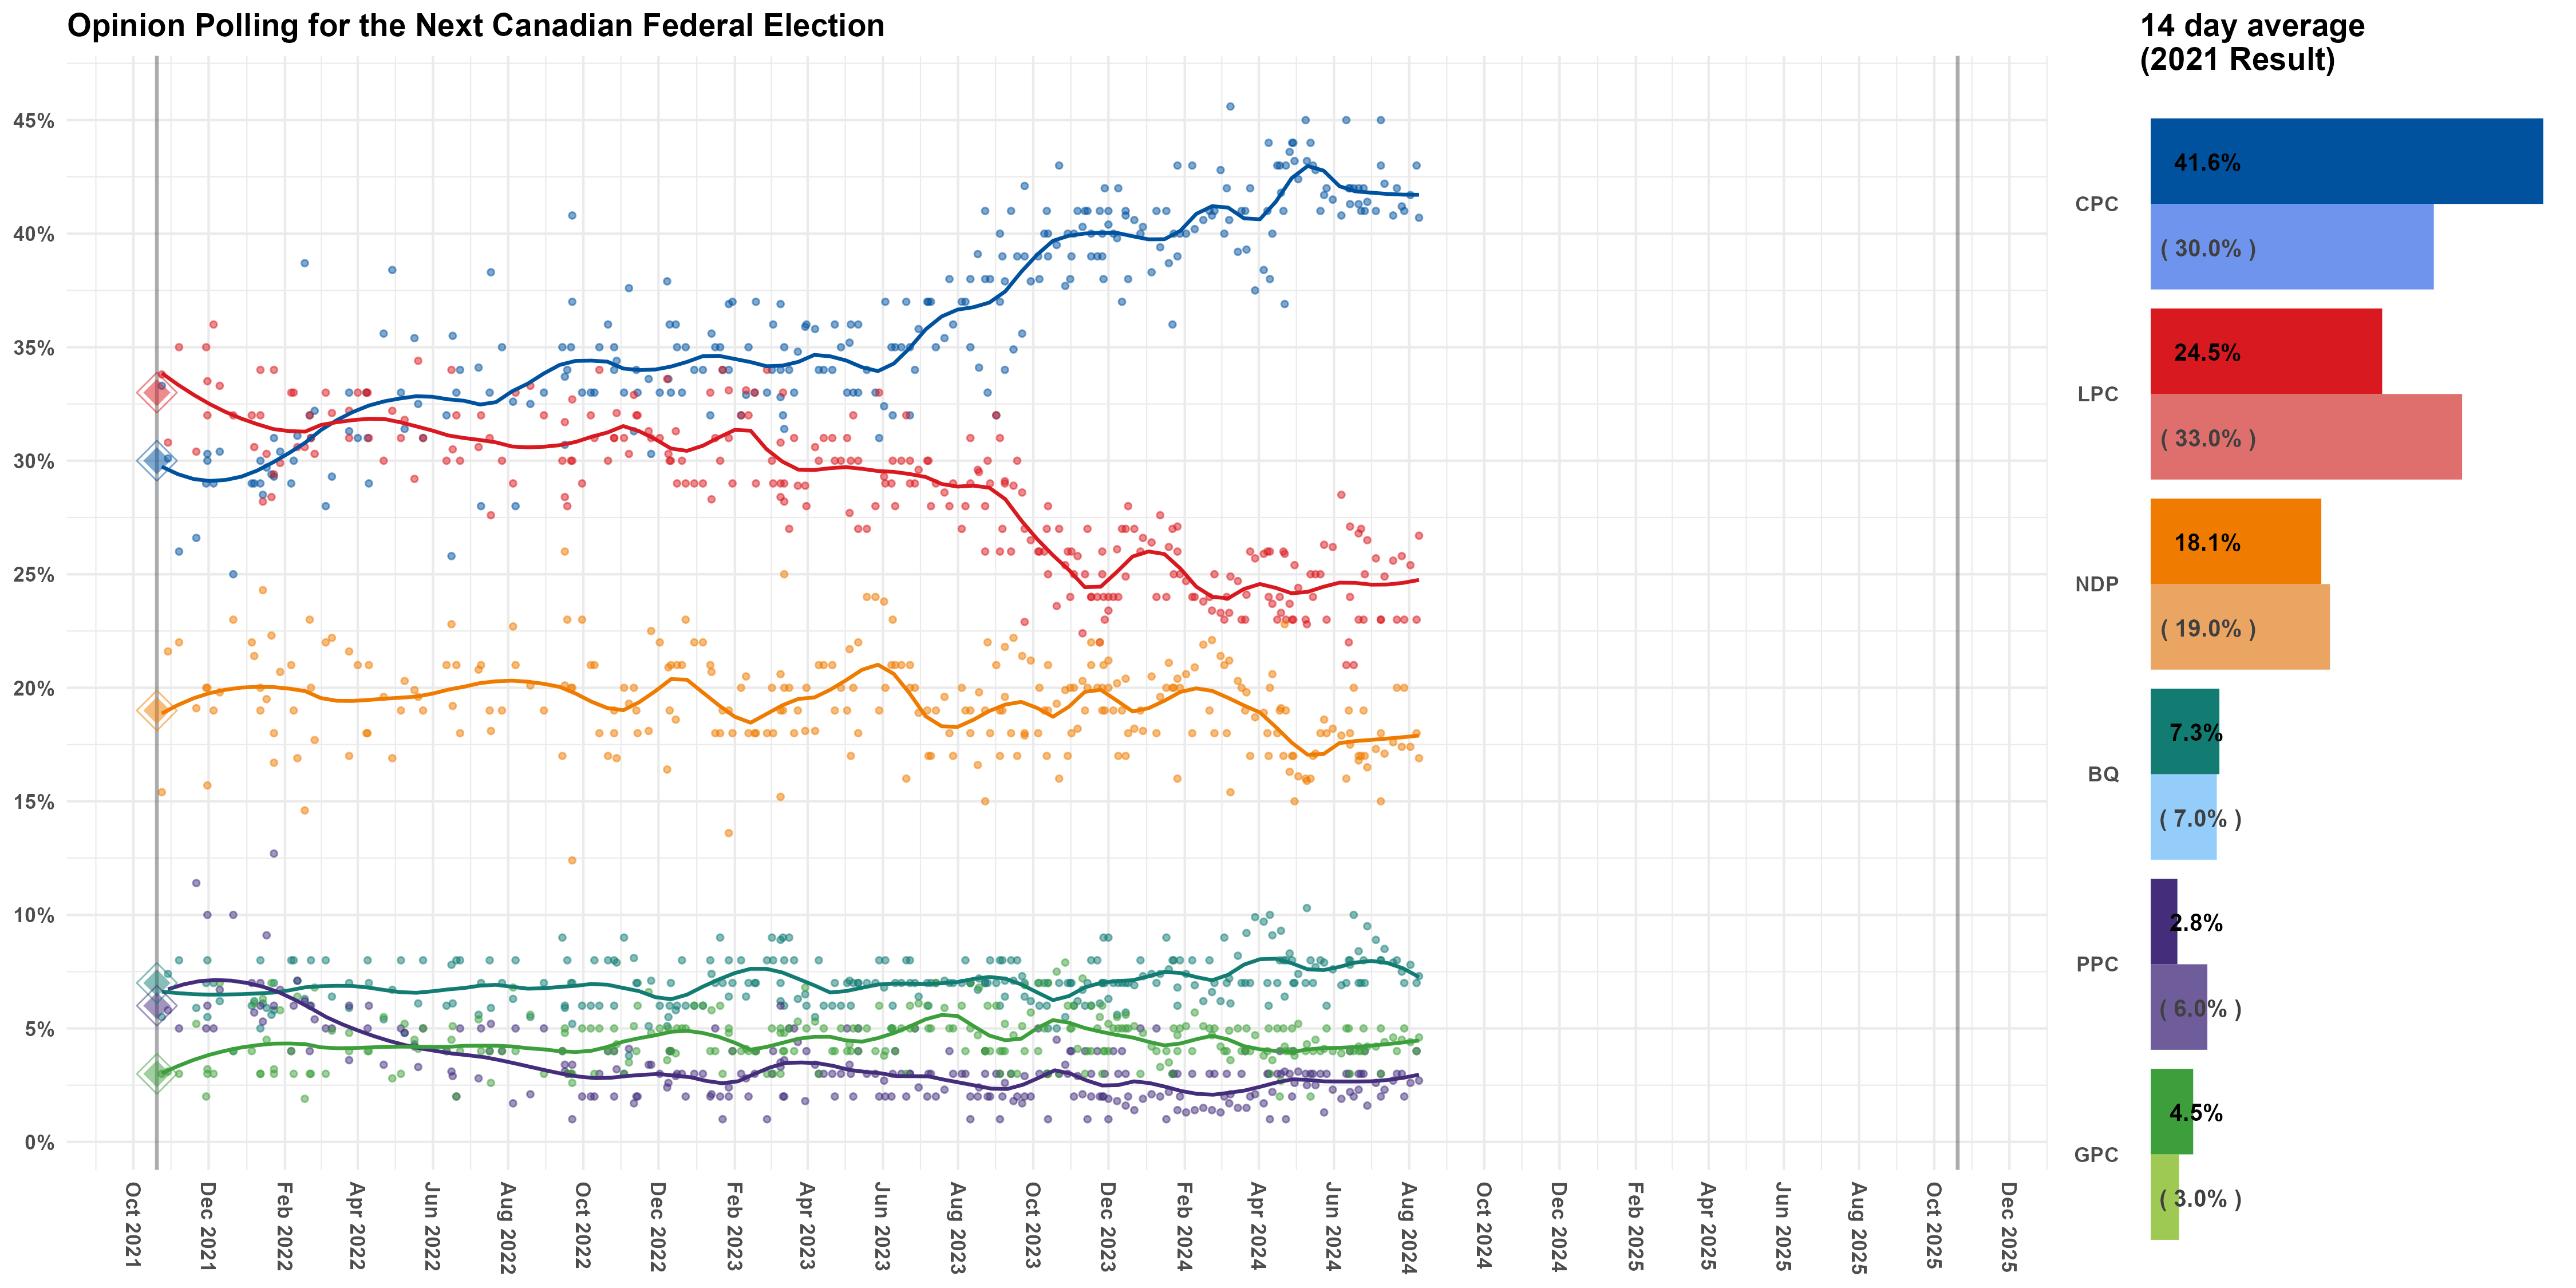 Opinion Polling for the Next Canadian Federal Election
14 day average
(2021 Result)
45%
40%
35%
30%
25%
20%
15%
10%
5%
0%
Oct 2021
Dec 2021
Feb 2022
Apr 2022
Jun 2022
Aug 2022
Oct 2022
Dec 2022
Feb 2023
Apr 2023
Jun 2023
Aug 2023
Oct 2023
Dec 2023
Feb 2024
Apr 2024
Jun 2024
Aug 2024
Oct 2024
Dec 2024
Feb 2025
Apr 2025
Jun 2025
Aug 2025
Oct 2025
Dec 2025
CPC
41.6%
( 30.0% )
LPC
24.5%
( 33.0% )
NDP
18.1%
( 19.0% )
BQ
7.3%
( 7.0% )
PPC
2.8%
( 6.0% )
GPC
4.5%
( 3.0% )